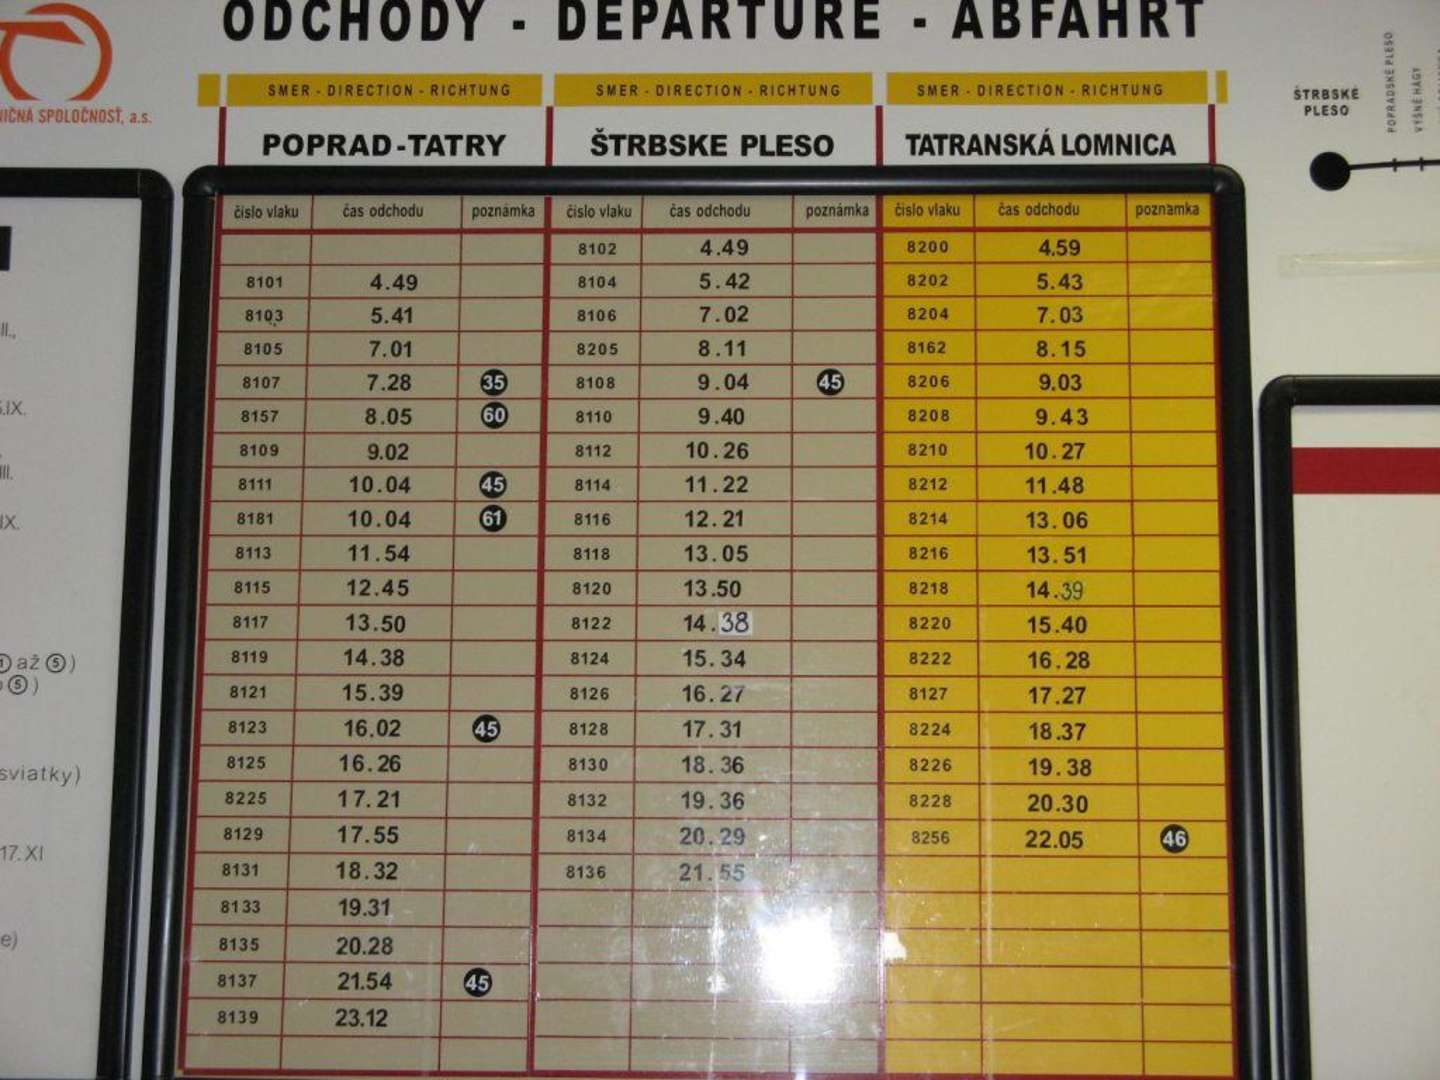 ODCHODY - DEPARTURE - ABFAHRT
SMER - DIRECTION - RICHTUNG SMER - DIRECTION - RICHTUNG SMER - DIRECTION - RICHTUNG
POPRAD-TATRY ŠTRBSKE PLESO TATRANSKÁ LOMNICA
číslo vlaku čas odchodu poznámka číslo vlaku čas odchodu poznámka číslo vlaku čas odchodu poznamka
8102 4.49 8200 4.59
8101 4.49 8104 5.42 8202 5.43
8103 5.41 8106 7.02 8204 7.03
8105 7.01 8205 8.11 8162 8.15
8107 7.28 35 8108 9.04 45 8206 9.03
8157 8.05 60 8110 9.40 8208 9.43
8109 9.02 8112 10.26 8210 10.27
8111 10.04 45 8114 11.22 8212 11.48
8181 10.04 61 8116 12.21 8214 13.06
8113 11.54 8118 13.05 8216 13.51
8115 12.45 8120 13.50 8218 14.39
8117 13.50 8122 14.38 8220 15.40
8119 14.38 8124 15.34 8222 16.28
8121 15.39 8126 16.27 8127 17.27
8123 16.02 45 8128 17.31 8224 18.37
8125 16.26 8130 18.36 8226 19.38
8225 17.21 8132 19.36 8228 20.30
8129 17.55 8134 20.29 8256 22.05 46
8131 18.32 8136 21.55
8133 19.31
8135 20.28
8137 21.54 45
8139 23.12
SPOLOČNOSŤ, a.s.
až ⑤)
⑤)
sviatky)
17. XI
ŠTRBSKÉ
PLESO
POPRADSKÉ PLESO
VYŠNÉ HÁGY